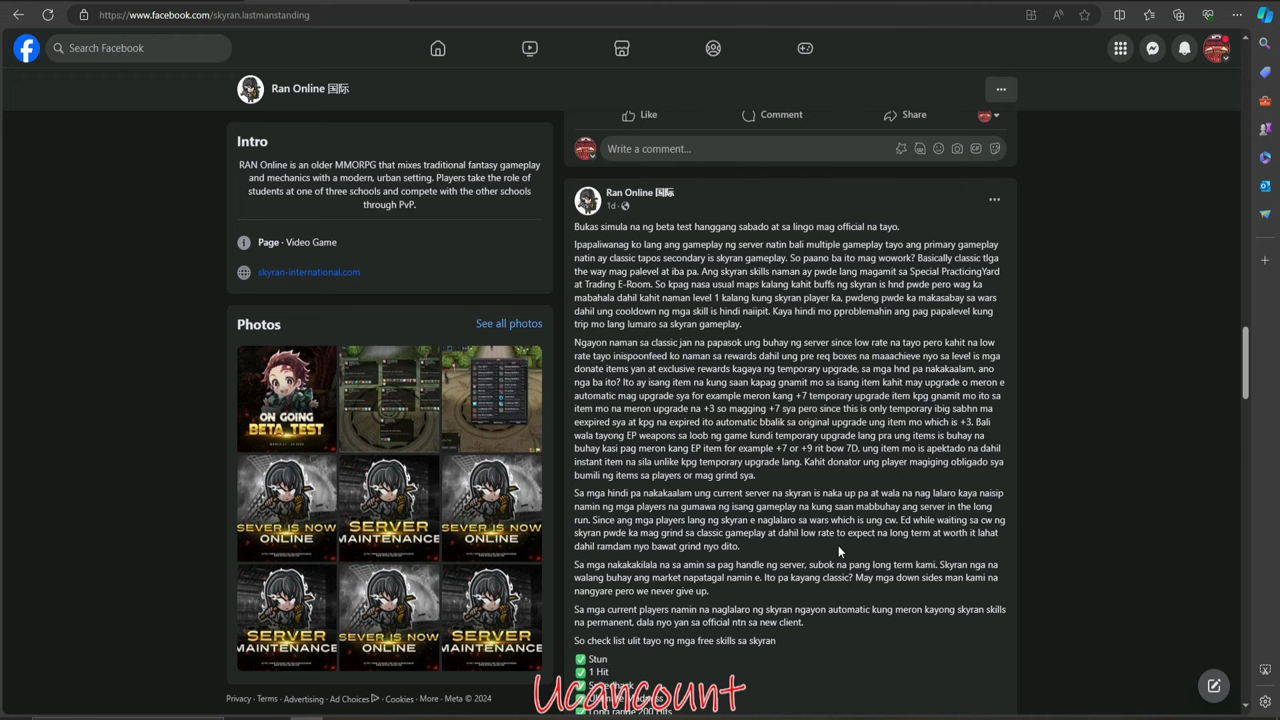 https://www.facebook.com/skyran.lastmanstanding
Search Facebook
Ran Online 国际
Like
Comment
Share
Write a comment...
Intro
RAN Online is an older MMORPG that mixes traditional fantasy gameplay
and mechanics with a modern, urban setting. Players take the role of
students at one of three schools and compete with the other schools
through PvP.
Page · Video Game
skyran-international.com
Photos
See all photos
ON GOING
BETA TEST
SEVER IS NOW
ONLINE
SERVER
MAINTENANCE
SEVER IS NOW
ONLINE
SERVER
MAINTENANCE
SEVER IS NOW
ONLINE
SERVER
MAINTENANCE
Privacy · Terms · Advertising · Ad Choices · Cookies · More · Meta © 2024
Ran Online 国际
1d
Bukas simula na ng beta test hanggang sabado at sa lingo mag official na tayo.
Ipapaliwanag ko lang ang gameplay ng server natin bali multiple gameplay tayo ang primary gameplay
natin ay classic tapos secondary is skyran gameplay. So paano ba ito mag wowork? Basically classic tlga
the way mag palevel at iba pa. Ang skyran skills naman ay pwde lang magamit sa Special PracticingYard
at Trading E-Room. So kpag nasa usual maps kalang kahit buffs ng skyran is hnd pwde pero wag ka
mabahala dahil kahit naman level 1 kalang kung skyran player ka, pwdeng pwde ka makasabay sa wars
dahil ung cooldown ng mga skill is hindi naiipit. Kaya hindi mo pproblemahin ang pag papalevel kung
trip mo lang lumaro sa skyran gameplay.
Ngayon naman sa classic jan na papasok ung buhay ng server since low rate na tayo pero kahit na low
rate tayo inispoonfeed ko naman sa rewards dahil ung pre req boxes na maaachieve nyo sa level is mga
donate items yan at exclusive rewards kagaya ng temporary upgrade, sa mga hnd pa nakakaalam, ano
nga ba ito? Ito ay isang item na kung saan kapag gnamit mo sa isang item kahit may upgrade o meron e
automatic mag upgrade sya for example meron kang +7 temporary upgrade item kpg gnamit mo ito sa
item mo na meron upgrade na +3 so magging +7 sya pero since this is only temporary ibig sabhn ma
eexpired sya at kpg na expired ito automatic bbalik sa original upgrade ung item mo which is +3. Bali
wala tayong EP weapons sa loob ng game kundi temporary upgrade lang pra ung items is buhay na
buhay kasi pag meron kang EP item for example +7 or +9 rit bow 7D, ung item mo is apektado na dahil
instant item na sila unlike kpg temporary upgrade lang. Kahit donator ung player magiging obligado sya
bumili ng items sa players or mag grind sya.
Sa mga hindi pa nakakaalam ung current server na skyran is naka up pa at wala na nag lalaro kaya naisip
namin ng mga players na gumawa ng isang gameplay na kung saan mabbuhay ang server in the long
run. Since ang mga players lang ng skyran e naglalaro sa wars which is ung cw. Ed while waiting sa cw ng
skyran pwde ka mag grind sa classic gameplay at dahil low rate to expect na long term at worth it lahat
dahil ramdam nyo bawat grind nyo dito.
Sa mga nakakakilala na sa amin sa pag handle ng server, subok na pang long term kami. Skyran nga na
walang buhay ang market napatagal namin e. Ito pa kayang classic? May mga down sides man kami na
nangyare pero we never give up.
Sa mga current players namin na naglalaro ng skyran ngayon automatic kung meron kayong skyran skills
na permanent, dala nyo yan sa official ntn sa new client.
So check list ulit tayo ng mga free skills sa skyran
✅ Stun
✅ 1 Hit
Ucancount